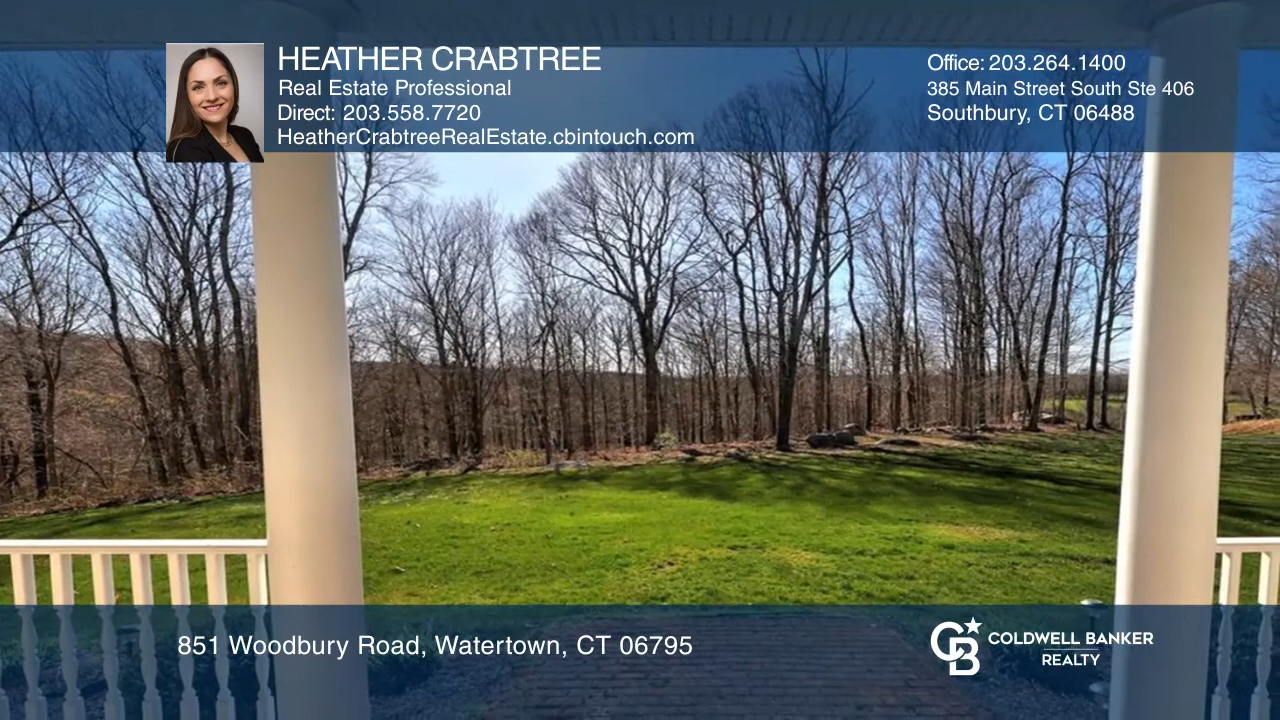 HEATHER CRABTREE
Real Estate Professional
Direct: 203.558.7720
HeatherCrabtreeRealEstate.cbintouch.com
Office: 203.264.1400
385 Main Street South Ste 406
Southbury, CT 06488
851 Woodbury Road, Watertown, CT 06795
CB
COLDWELL BANKER
REALTY